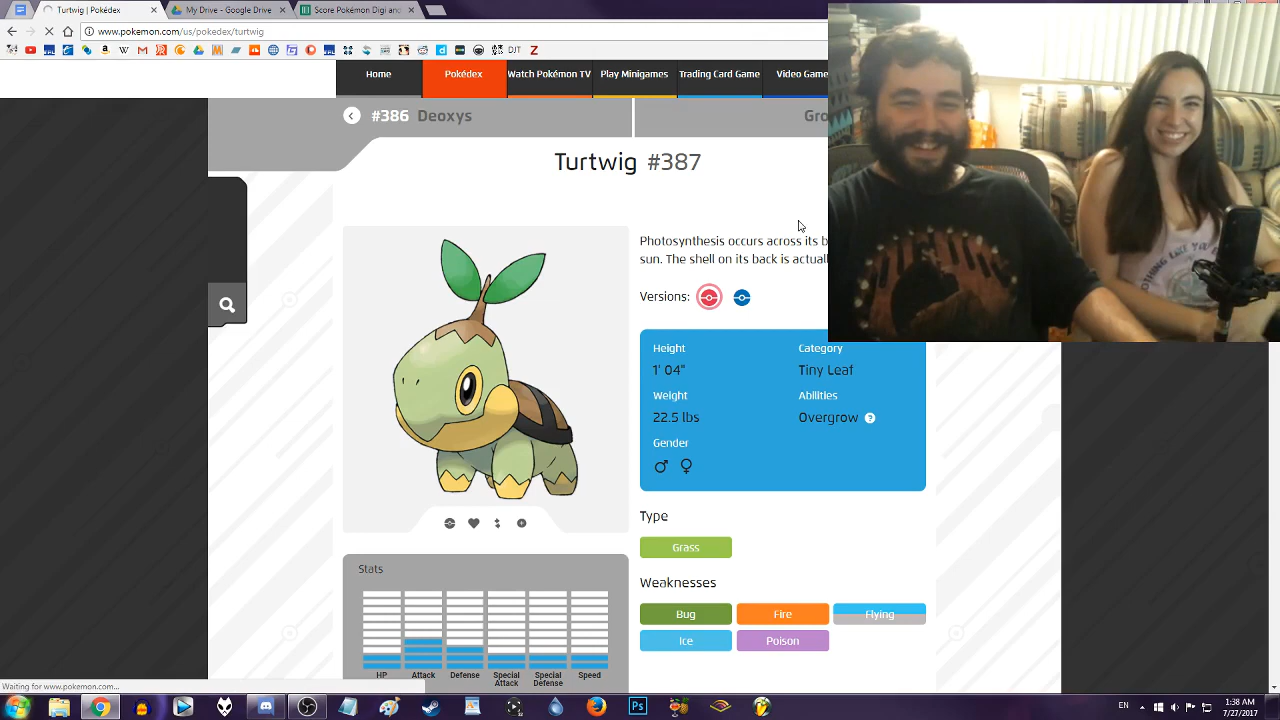 Turtwig | Pokédex
My Drive - Google Drive
Score Pokémon Digi and
www.pokemon.com/us/pokedex/turtwig
DJT
Home
Pokédex
Watch Pokémon TV
Play Minigames
Trading Card Game
Video Game
#386 Deoxys
Gro
Turtwig #387
Photosynthesis occurs across its b
sun. The shell on its back is actuall
Versions:
Height
1' 04"
Weight
22.5 lbs
Gender
Category
Tiny Leaf
Abilities
Overgrow ?
Type
Grass
Weaknesses
Bug
Fire
Flying
Ice
Poison
Stats
HP
Attack
Defense
Special Attack
Special Defense
Speed
Waiting for www.pokemon.com...
Ps
EN
1:38 AM
7/27/2017